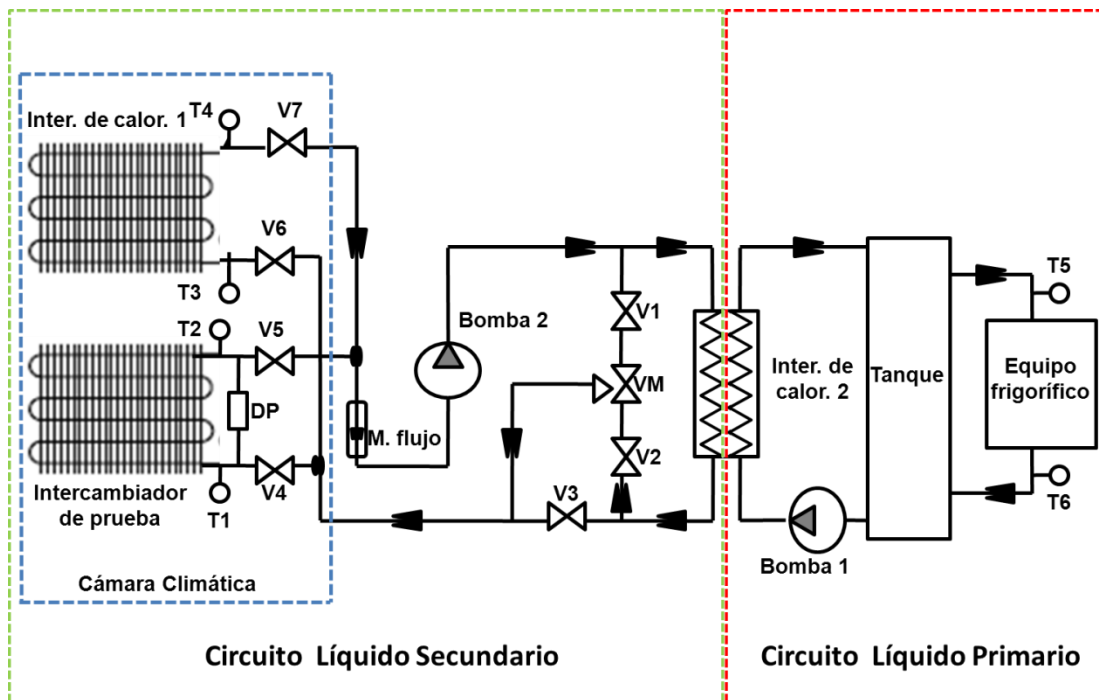 T4
V7
Inter. de calor. 1
V6
T3
T2
V5
DP
V4
Intercambiador
de prueba
T1
Cámara Climática
M. flujo
Bomba 2
V1
VM
V2
V3
Inter. de
calor. 2
Tanque
T5
Equipo
frigorífico
T6
Bomba 1
Circuito Líquido Secundario
Circuito Líquido Primario